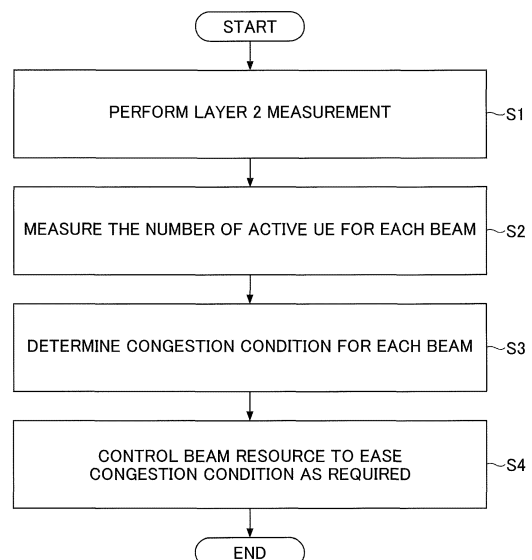 START
PERFORM LAYER 2 MEASUREMENT
S1
MEASURE THE NUMBER OF ACTIVE UE FOR EACH BEAM
S2
DETERMINE CONGESTION CONDITION FOR EACH BEAM
S3
CONTROL BEAM RESOURCE TO EASE
CONGESTION CONDITION AS REQUIRED
S4
END